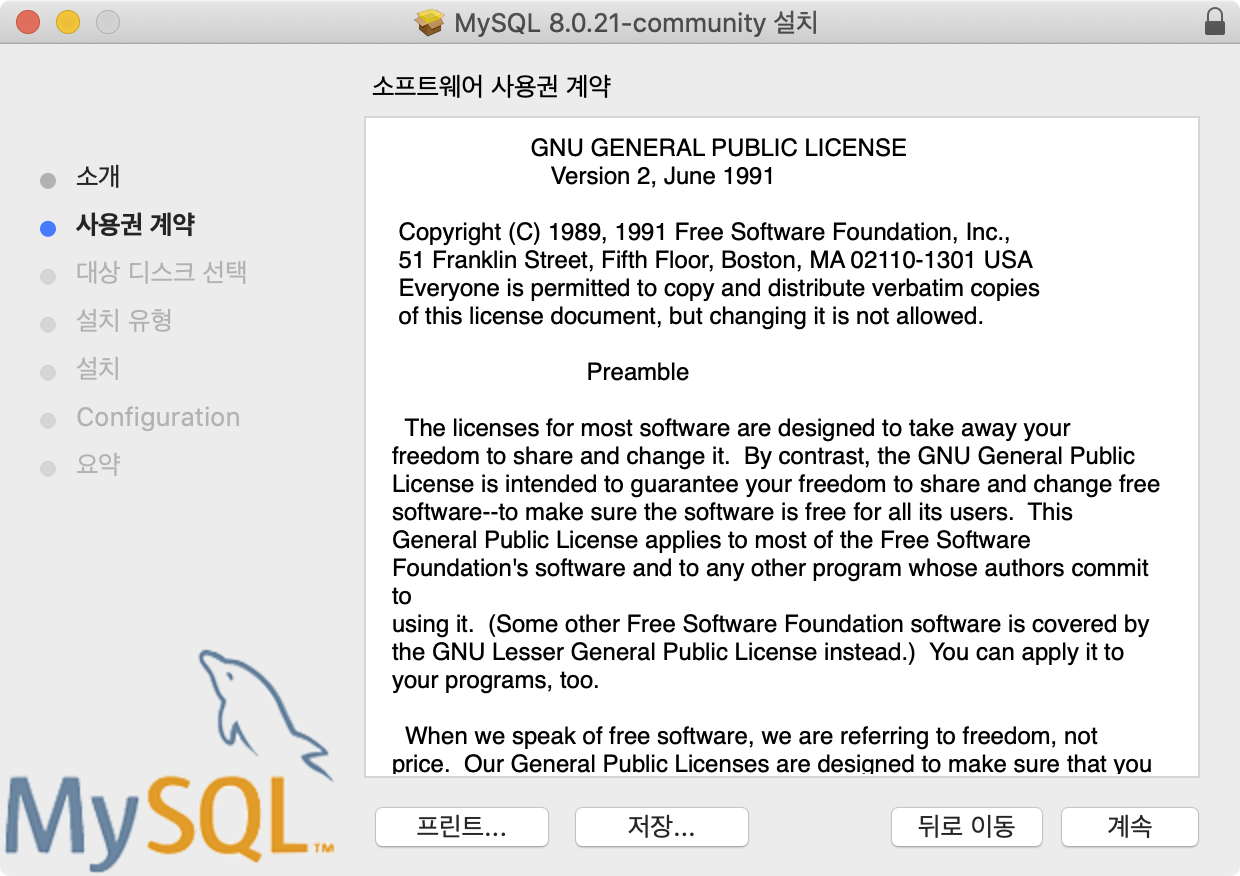 MySQL 8.0.21-community 설치
소프트웨어 사용권 계약
소개
사용권 계약
대상 디스크 선택
설치 유형
설치
Configuration
요약
GNU GENERAL PUBLIC LICENSE
Version 2, June 1991
Copyright (C) 1989, 1991 Free Software Foundation, Inc.,
51 Franklin Street, Fifth Floor, Boston, MA 02110-1301 USA
Everyone is permitted to copy and distribute verbatim copies
of this license document, but changing it is not allowed.
Preamble
The licenses for most software are designed to take away your
freedom to share and change it.  By contrast, the GNU General Public
License is intended to guarantee your freedom to share and change free
software--to make sure the software is free for all its users.  This
General Public License applies to most of the Free Software
Foundation's software and to any other program whose authors commit
to
using it.  (Some other Free Software Foundation software is covered by
the GNU Lesser General Public License instead.)  You can apply it to
your programs, too.
When we speak of free software, we are referring to freedom, not
price.  Our General Public Licenses are designed to make sure that you
MySQL™
프린트...
저장...
뒤로 이동
계속